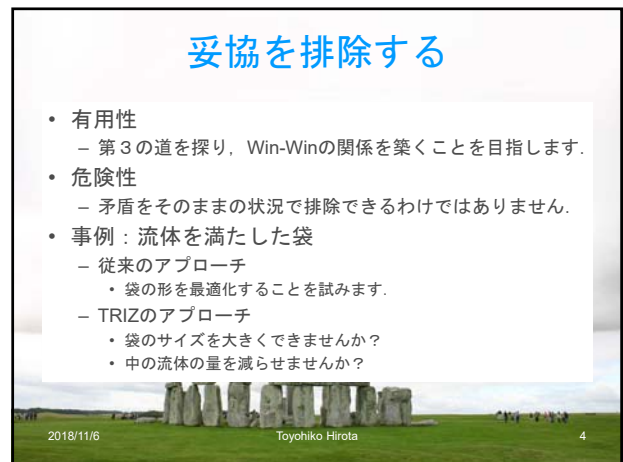 妥協を排除する
• 有用性
– 第３の道を探り，Win-Winの関係を築くことを目指します.
• 危険性
– 矛盾をそのままの状況で排除できるわけではありません.
• 事例：流体を満たした袋
– 従来のアプローチ
• 袋の形を最適化することを試みます.
– TRIZのアプローチ
• 袋のサイズを大きくできませんか？
• 中の流体の量を減らせませんか？
2018/11/6 Toyohiko Hirota 4